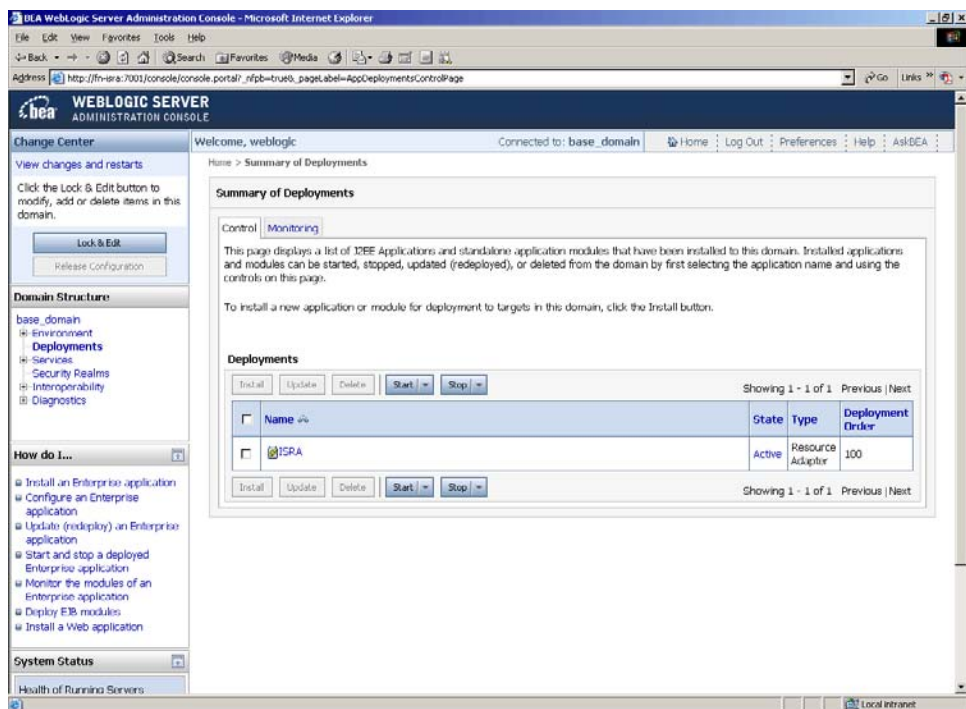 BEA WebLogic Server Administration Console - Microsoft Internet Explorer
File Edit View Favorites Tools Help
Back Search Favorites Media
Address http://fn-isra:7001/console/console.portal?_nfpb=true&_pageLabel=AppDeploymentsControlPage Go Links »
bea WEBLOGIC SERVER
ADMINISTRATION CONSOLE
Change Center
View changes and restarts
Click the Lock & Edit button to
modify, add or delete items in this
domain.
Lock & Edit
Release Configuration
Domain Structure
base_domain
Environment
Deployments
Services
Security Realms
Interoperability
Diagnostics
How do I...
Install an Enterprise application
Configure an Enterprise
application
Update (redeploy) an Enterprise
application
Start and stop a deployed
Enterprise application
Monitor the modules of an
Enterprise application
Deploy EJB modules
Install a Web application
System Status
Health of Running Servers
Welcome, weblogic Connected to: base_domain Home Log Out Preferences Help AskBEA
Home > Summary of Deployments
Summary of Deployments
Control Monitoring
This page displays a list of J2EE Applications and standalone application modules that have been installed to this domain. Installed applications
and modules can be started, stopped, updated (redeployed), or deleted from the domain by first selecting the application name and using the
controls on this page.
To install a new application or module for deployment to targets in this domain, click the Install button.
Deployments
Install Update Delete Start Stop Showing 1 - 1 of 1 Previous | Next
Name State Type Deployment Order
ISRA Active Resource Adapter 100
Install Update Delete Start Stop Showing 1 - 1 of 1 Previous | Next
Local intranet